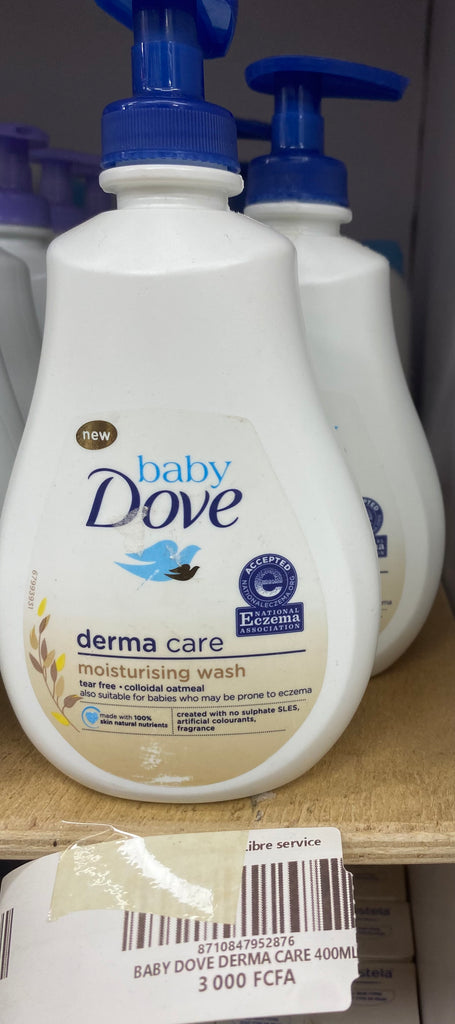 new
baby
Dove
ACCEPTED
NATIONALECZEMA.ORG
e
NATIONAL
Eczema
ASSOCIATION
67993931
derma care
moisturising wash
tear free • colloidal oatmeal
also suitable for babies who may be prone to eczema
made with 100%
skin natural nutrients
created with no sulphate SLES,
artificial colourants,
fragrance
libre service
8710847952876
BABY DOVE DERMA CARE 400ML
3 000 FCFA